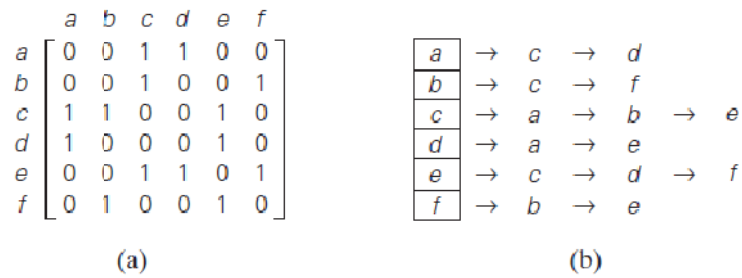 a b c d e f
a 0 0 1 1 0 0
b 0 0 1 0 0 1
c 1 1 0 0 1 0
d 1 0 0 0 1 0
e 0 0 1 1 0 1
f 0 1 0 0 1 0
(a)
a → c → d
b → c → f
c → a → b → e
d → a → e
e → c → d → f
f → b → e
(b)